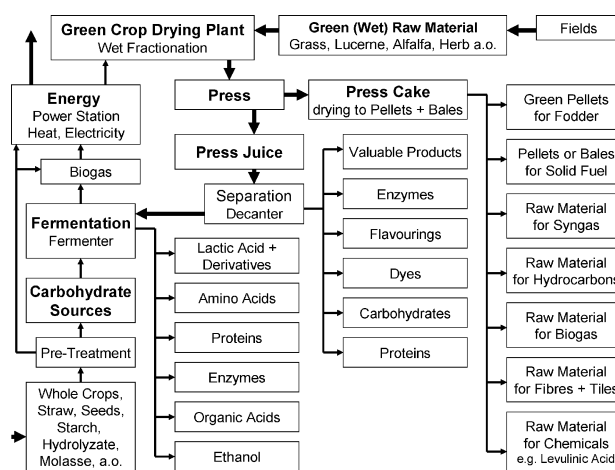 Green Crop Drying Plant
Wet Fractionation
Green (Wet) Raw Material
Grass, Lucerne, Alfalfa, Herb a.o.
Fields
Energy
Power Station
Heat, Electricity
Press
Press Cake
drying to Pellets + Bales
Green Pellets
for Fodder
Press Juice
Valuable Products
Pellets or Bales
for Solid Fuel
Biogas
Separation
Decanter
Enzymes
Raw Material
for Syngas
Fermentation
Fermenter
Flavourings
Lactic Acid +
Derivatives
Dyes
Raw Material
for Hydrocarbons
Carbohydrate
Sources
Amino Acids
Carbohydrates
Raw Material
for Biogas
Pre-Treatment
Proteins
Proteins
Whole Crops,
Straw, Seeds,
Starch,
Hydrolyzate,
Molasse, a.o.
Enzymes
Raw Material
for Fibres + Tiles
Organic Acids
Raw Material
for Chemicals
e.g. Levulinic Acid
Ethanol